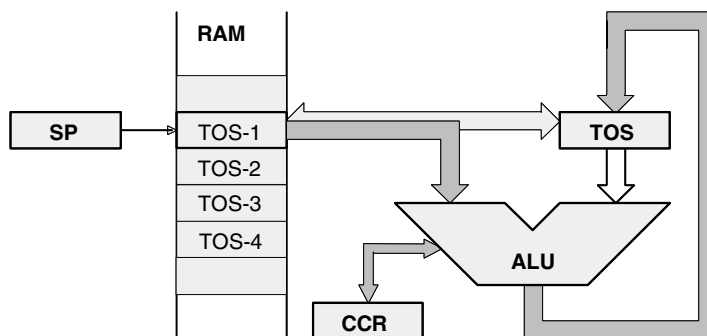 RAM
SP
TOS-1
TOS
TOS-2
TOS-3
TOS-4
ALU
CCR